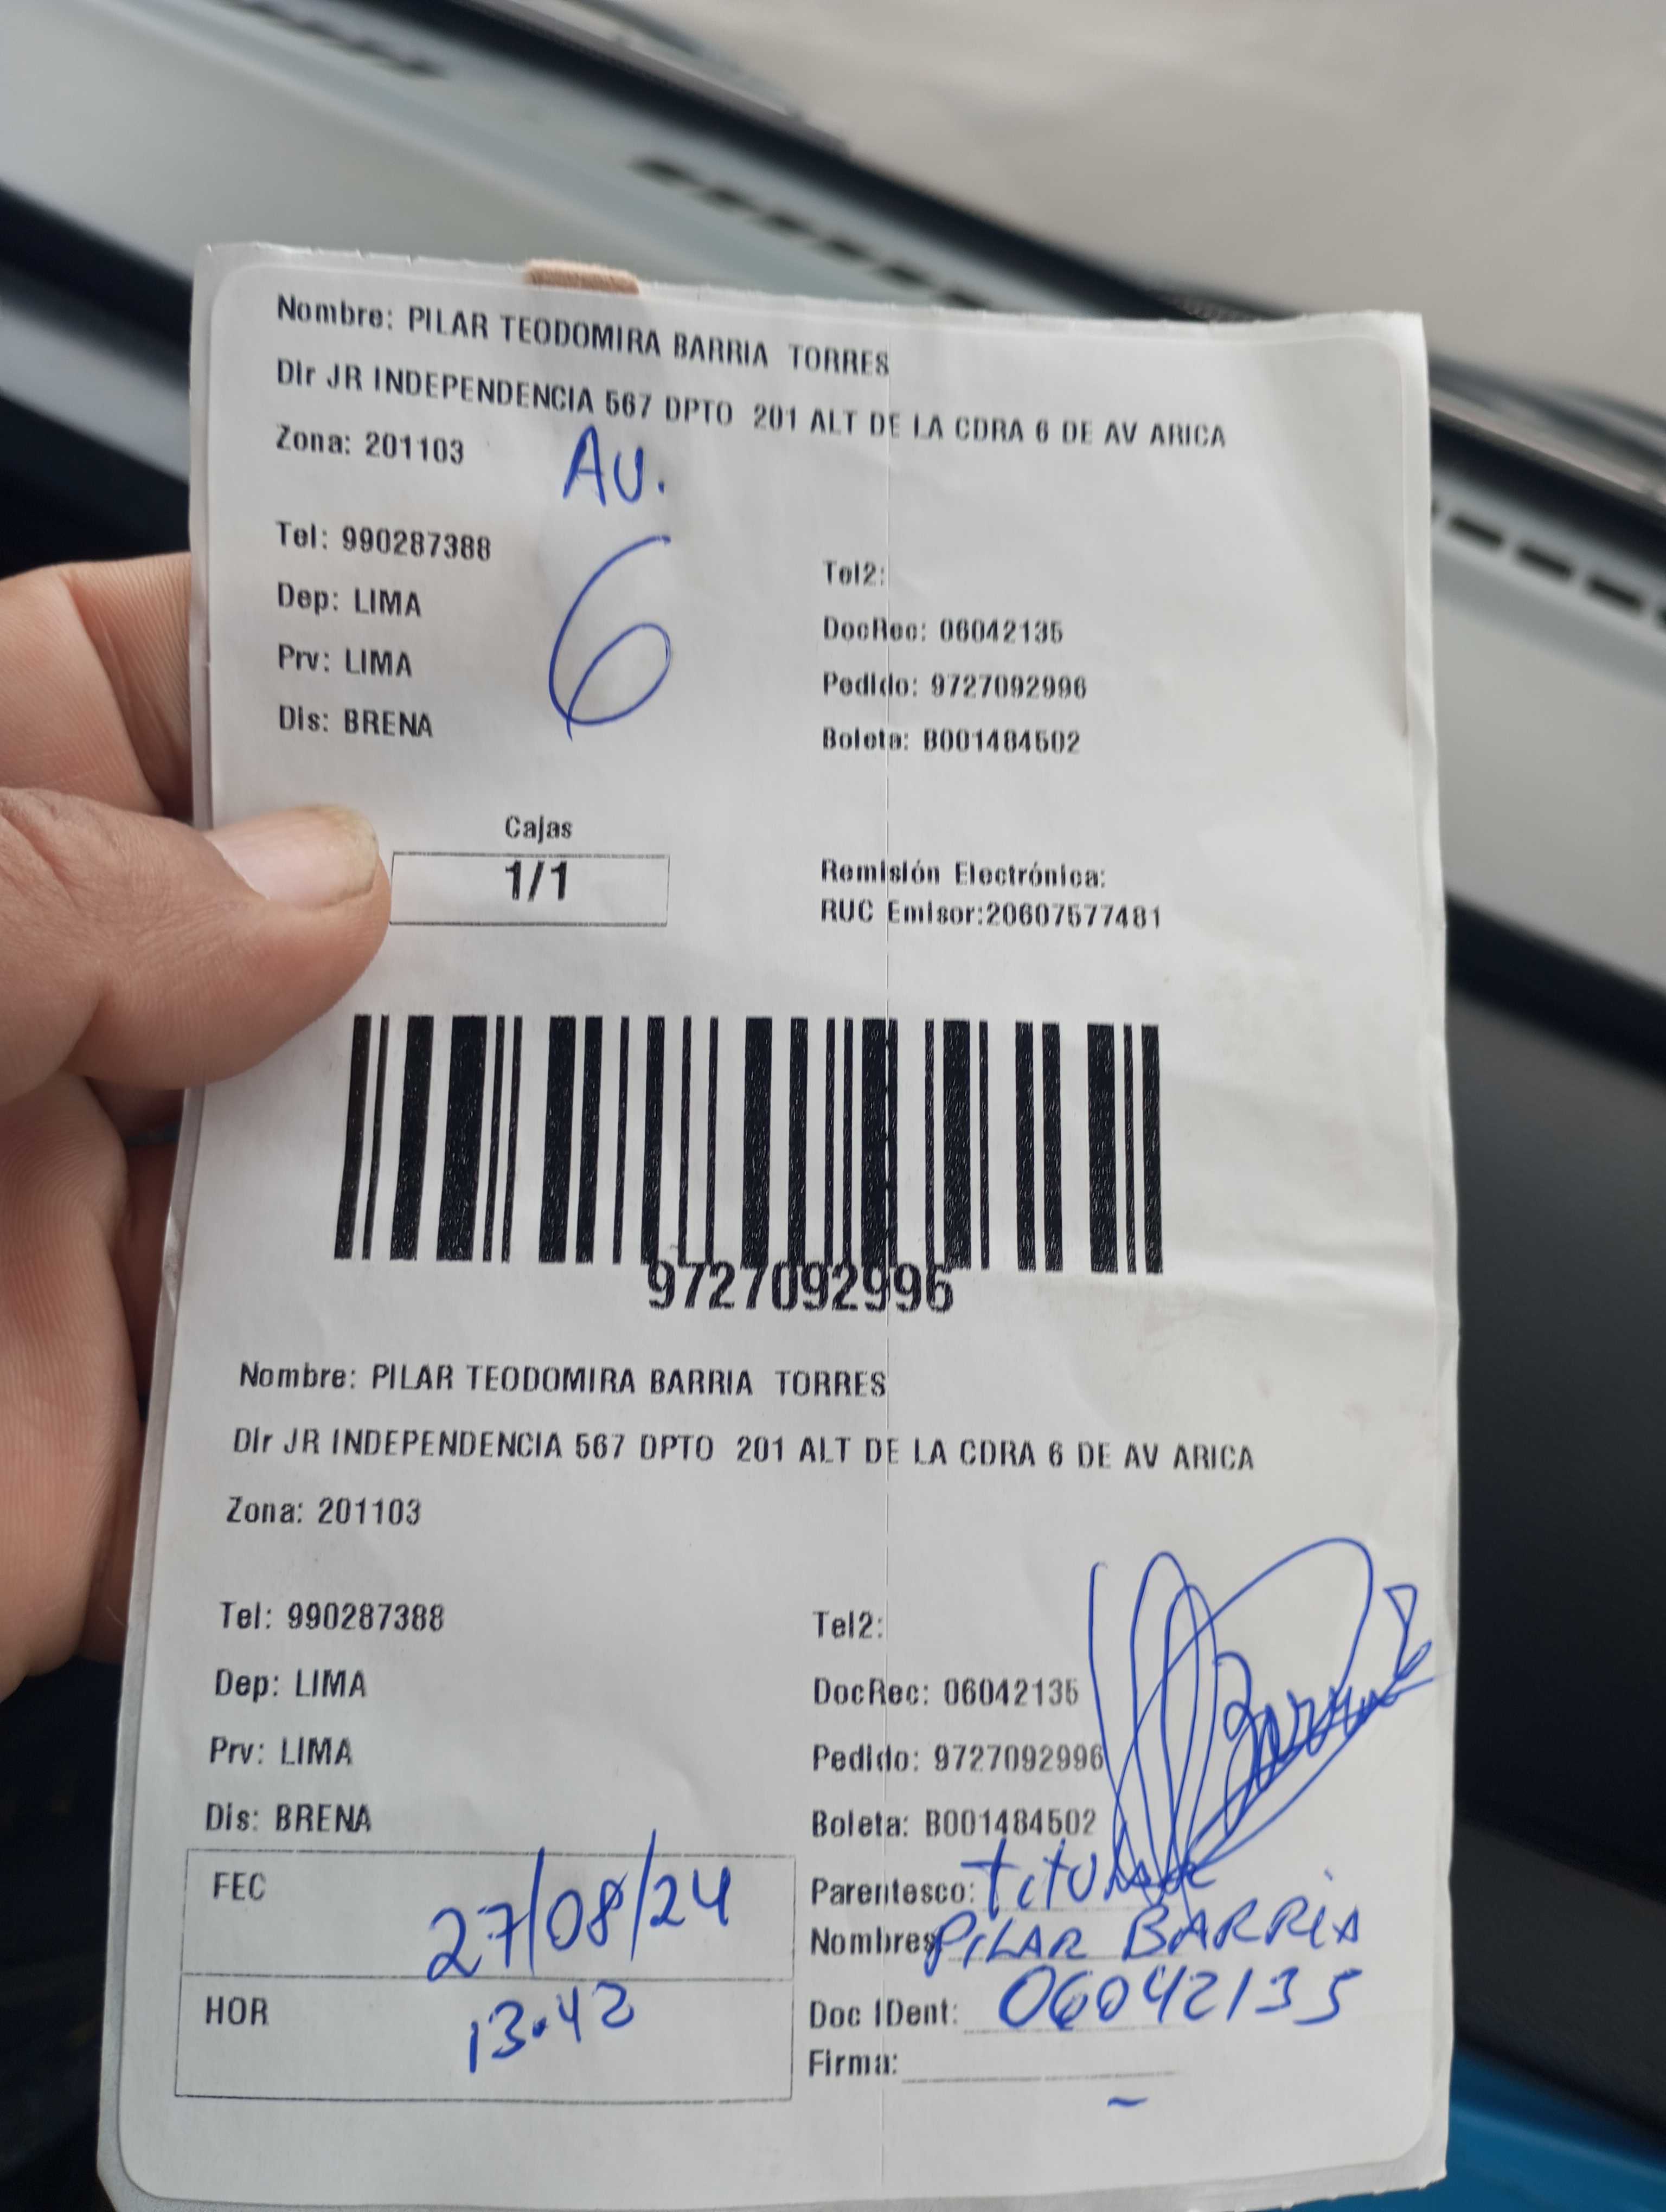 Nombre: PILAR TEODOMIRA BARRIA TORRES
Dir JR INDEPENDENCIA 567 DPTO 201 ALT DE LA CDRA 6 DE AV ARICA
Zona: 201103
AU.
Tel: 990287388
Tel2:
6
Dep: LIMA
DocRec: 06042135
Prv: LIMA
Pedido: 9727092996
Dis: BRENA
Boleta: B001484502
Cajas
1/1
Remisión Electrónica:
RUC Emisor:20607577481
9727092996
Nombre: PILAR TEODOMIRA BARRIA TORRES
Dir JR INDEPENDENCIA 567 DPTO 201 ALT DE LA CDRA 6 DE AV ARICA
Zona: 201103
Tel: 990287388
Tel2:
Dep: LIMA
DocRec: 06042135
Prv: LIMA
Pedido: 9727092996
Dis: BRENA
Boleta: B001484502
FEC 27/08/24
Parentesco:
Nombres PILAR BARRIA
HOR 13.42
Doc IDent: 06042135
Firma: